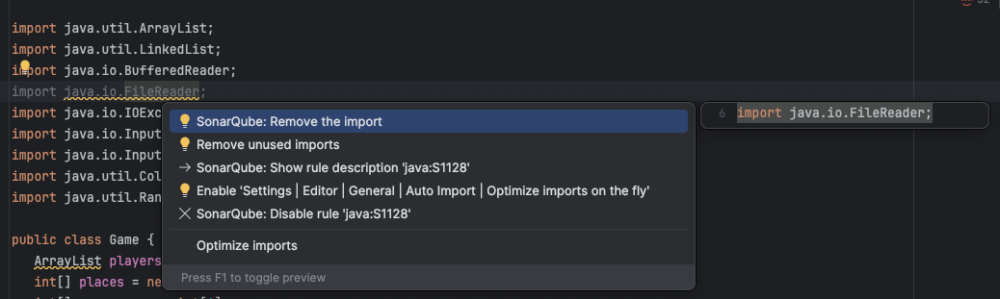 import java.util.ArrayList;
import java.util.LinkedList;
import java.io.BufferedReader;
import java.io.FileReader;
import java.io.IOExc
import java.io.Input
import java.io.Input
import java.util.Col
import java.util.Ran
SonarQube: Remove the import
Remove unused imports
SonarQube: Show rule description 'java:S1128'
Enable 'Settings | Editor | General | Auto Import | Optimize imports on the fly'
SonarQube: Disable rule 'java:S1128'
Optimize imports
Press F1 to toggle preview
6 import java.io.FileReader;
public class Game {
ArrayList players
int[] places = ne